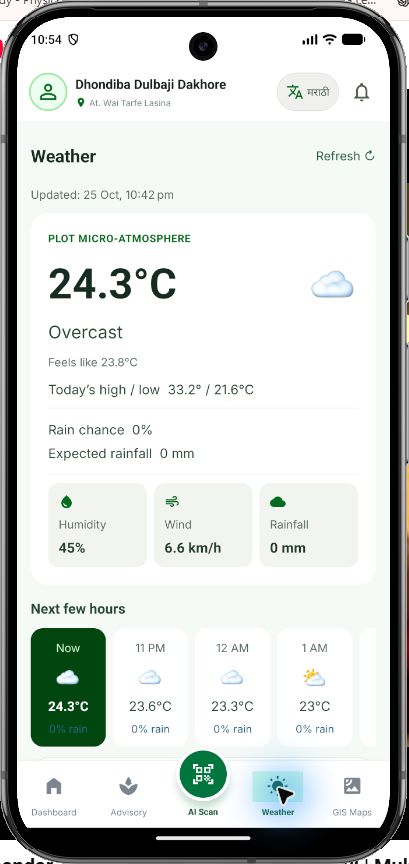 10:54
Dhondiba Dulbaji Dakhore
At. Wai Tarfe Lasina
मराठी
Weather
Refresh
Updated: 25 Oct, 10:42 pm
PLOT MICRO-ATMOSPHERE
24.3°C
Overcast
Feels like 23.8°C
Today's high / low 33.2° / 21.6°C
Rain chance 0%
Expected rainfall 0 mm
Humidity
45%
Wind
6.6 km/h
Rainfall
0 mm
Next few hours
Now
24.3°C
0% rain
11 PM
23.6°C
0% rain
12 AM
23.3°C
0% rain
1 AM
23°C
0% rain
Dashboard
Advisory
AI Scan
Weather
GIS Maps